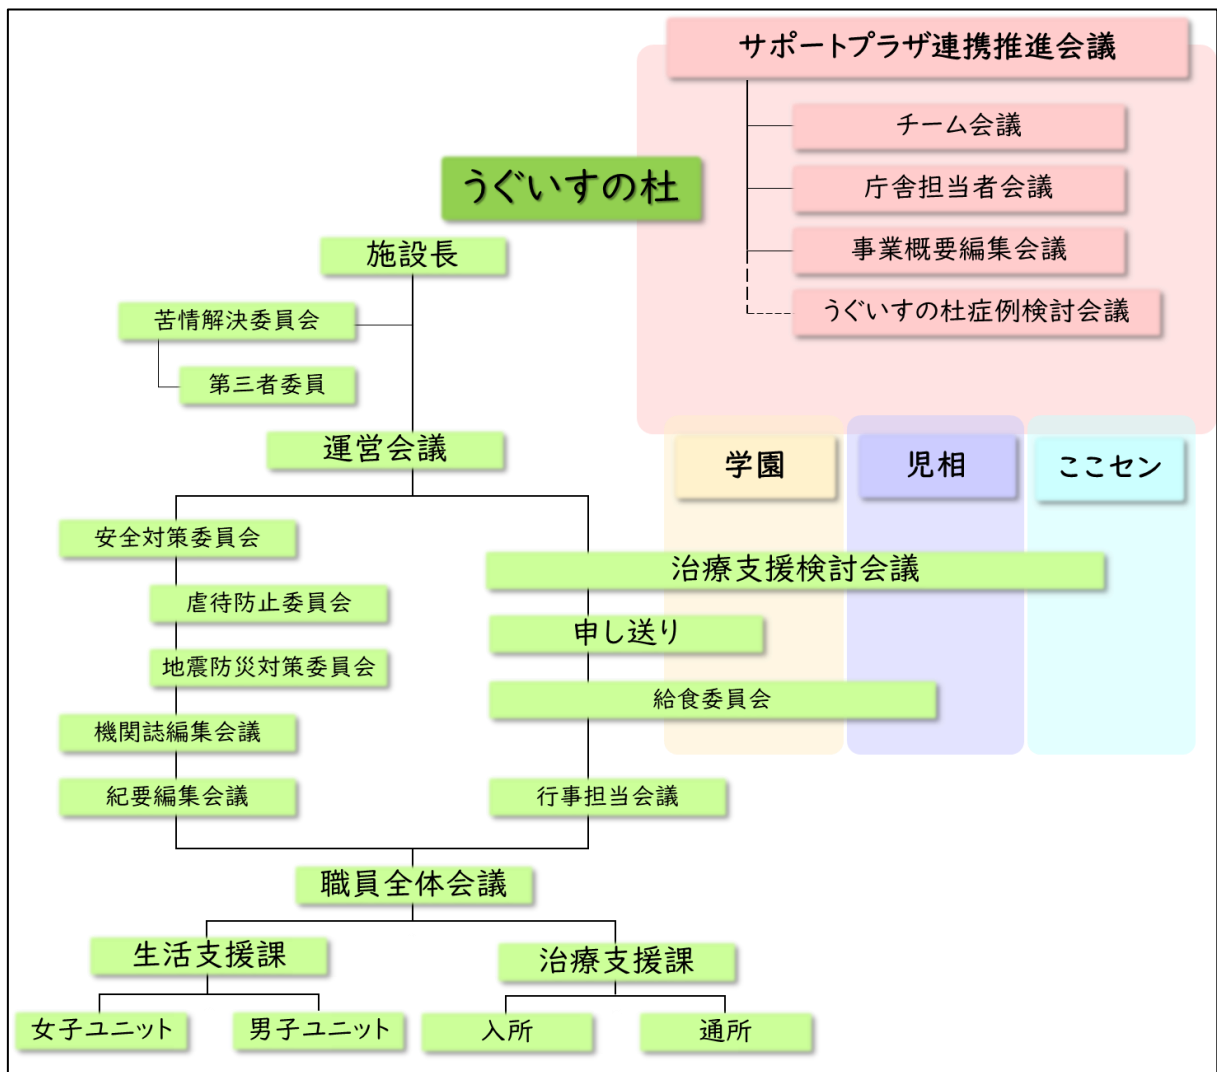 サポートプラザ連携推進会議
チーム会議
庁舎担当者会議
事業概要編集会議
うぐいすの杜症例検討会議
うぐいすの杜
施設長
苦情解決委員会
第三者委員
運営会議
学園
児相
ここセン
安全対策委員会
虐待防止委員会
地震防災対策委員会
機関誌編集会議
紀要編集会議
治療支援検討会議
申し送り
給食委員会
行事担当会議
職員全体会議
生活支援課
治療支援課
女子ユニット
男子ユニット
入所
通所